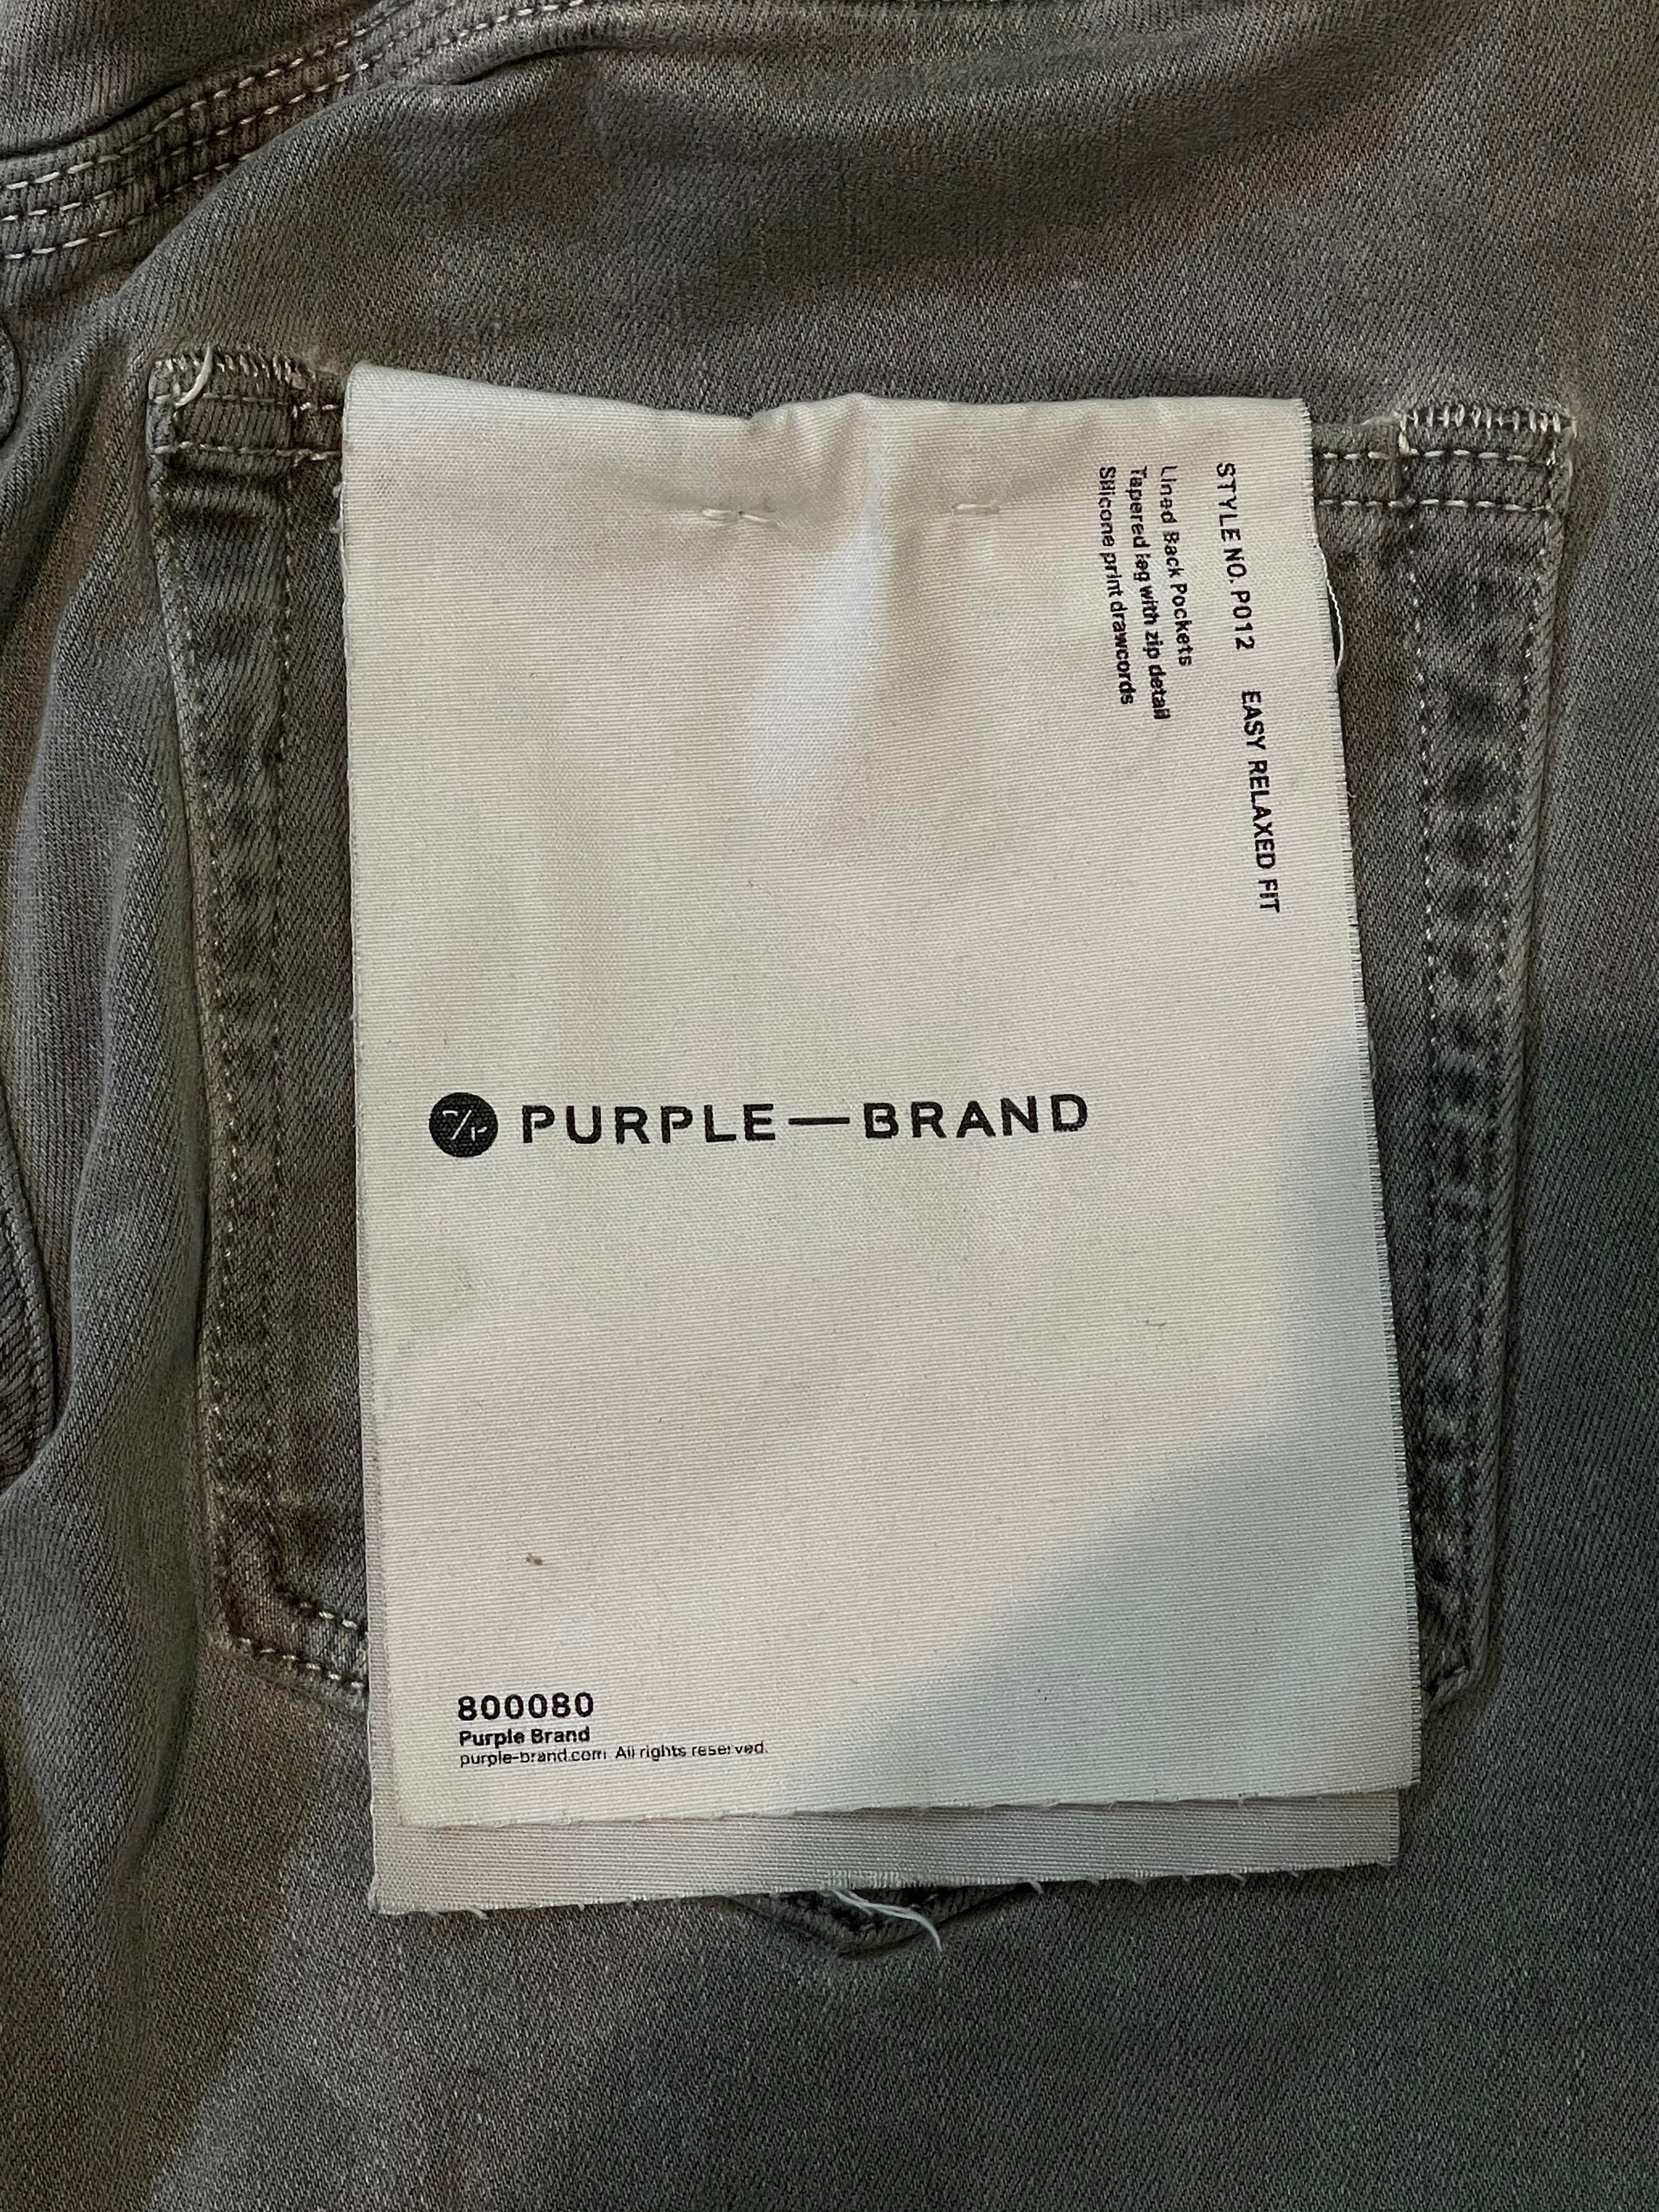 STYLE NO. P012 EASY RELAXED FIT
Lined Back Pockets
Tapered leg with zip detail
Silicone print drawcords
PURPLE—BRAND
800080
Purple Brand
purple-brand.com All rights reserved.